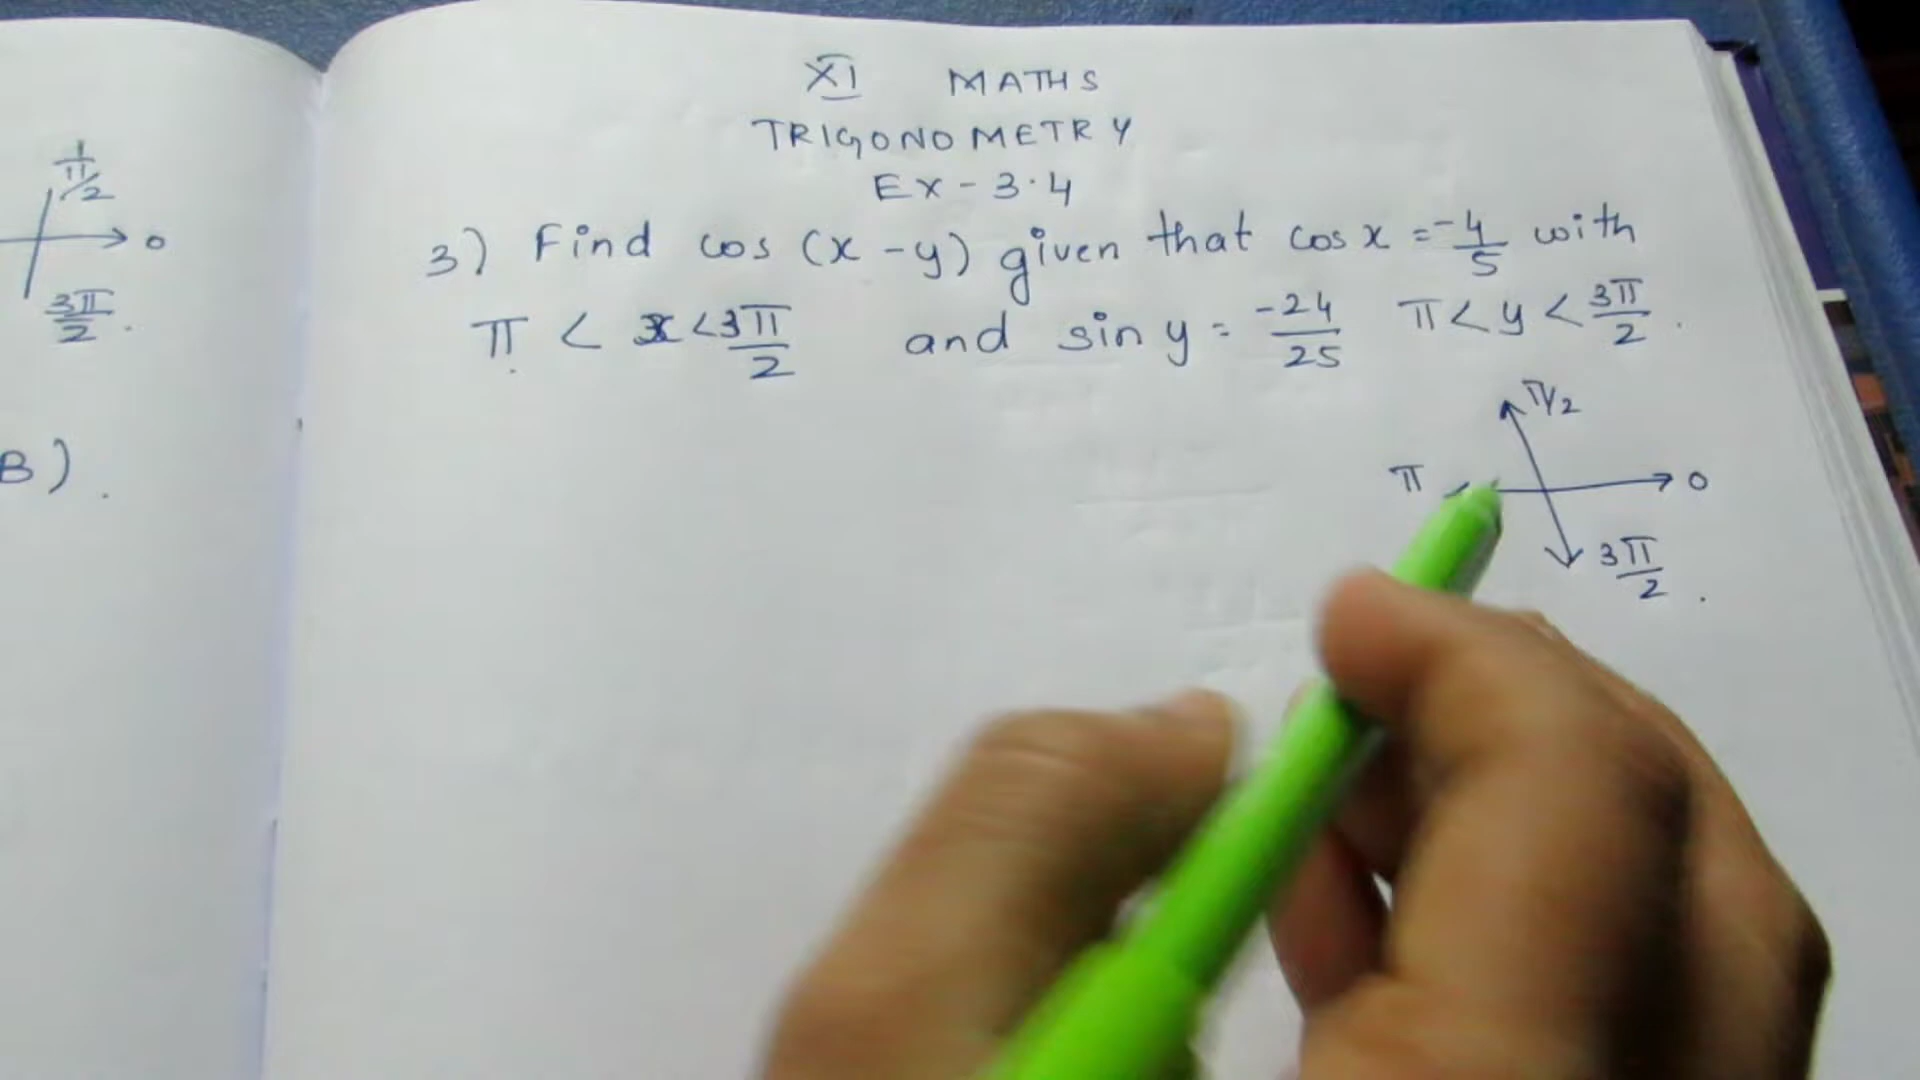 π/2
0
3π/2.
B).
XI MATHS
TRIGONOMETRY
Ex - 3.4
3) Find cos (x - y) given that cos x = -4/5 with
π < x < 3π/2 and sin y = -24/25 π < y < 3π/2.
π/2
π 0
3π/2.